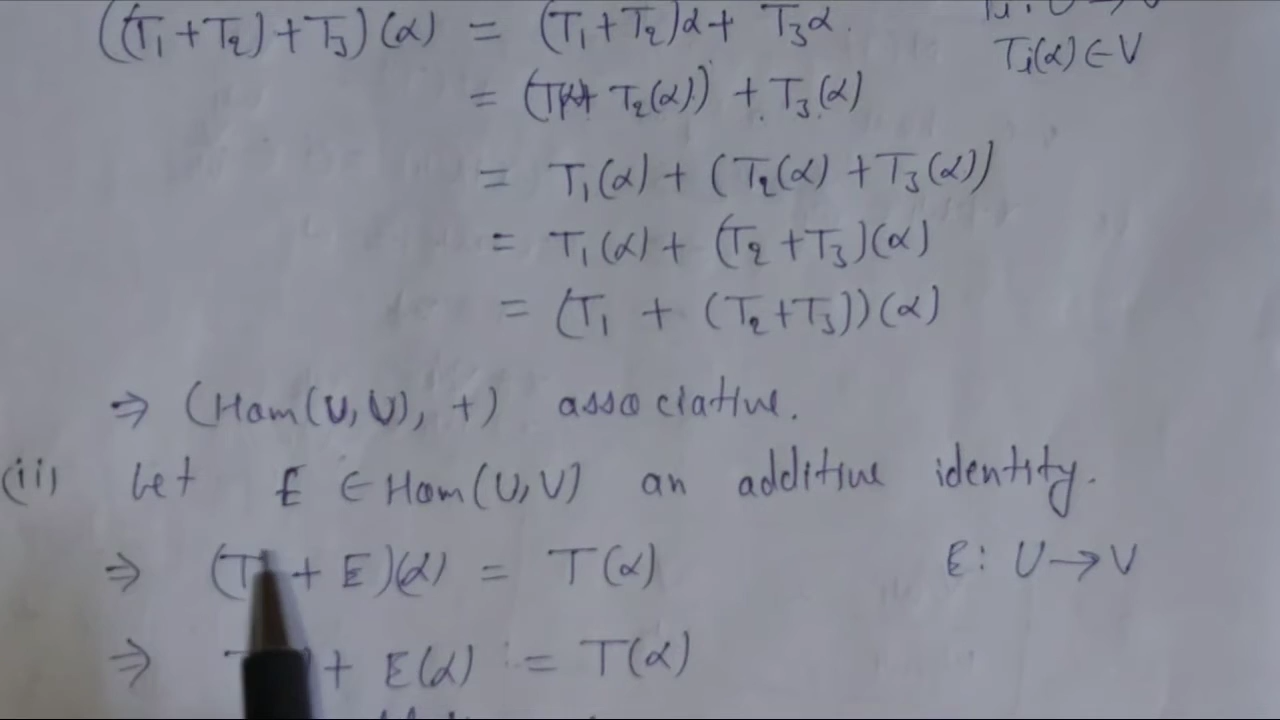 ((T₁+T₂)+T₃)(α) = (T₁+T₂)α + T₃α.
Tᵢ(α) ∈ V
= (T₁(α)+ T₂(α)) + T₃(α)
= T₁(α) + (T₂(α) + T₃(α))
= T₁(α) + (T₂ + T₃)(α)
= (T₁ + (T₂+T₃))(α)
⇒ (Hom(U,V), +) associative.
(ii) Let E ∈ Hom(U,V) an additive identity.
⇒ (T + E)(α) = T(α) E: U → V
⇒ + E(α) = T(α)